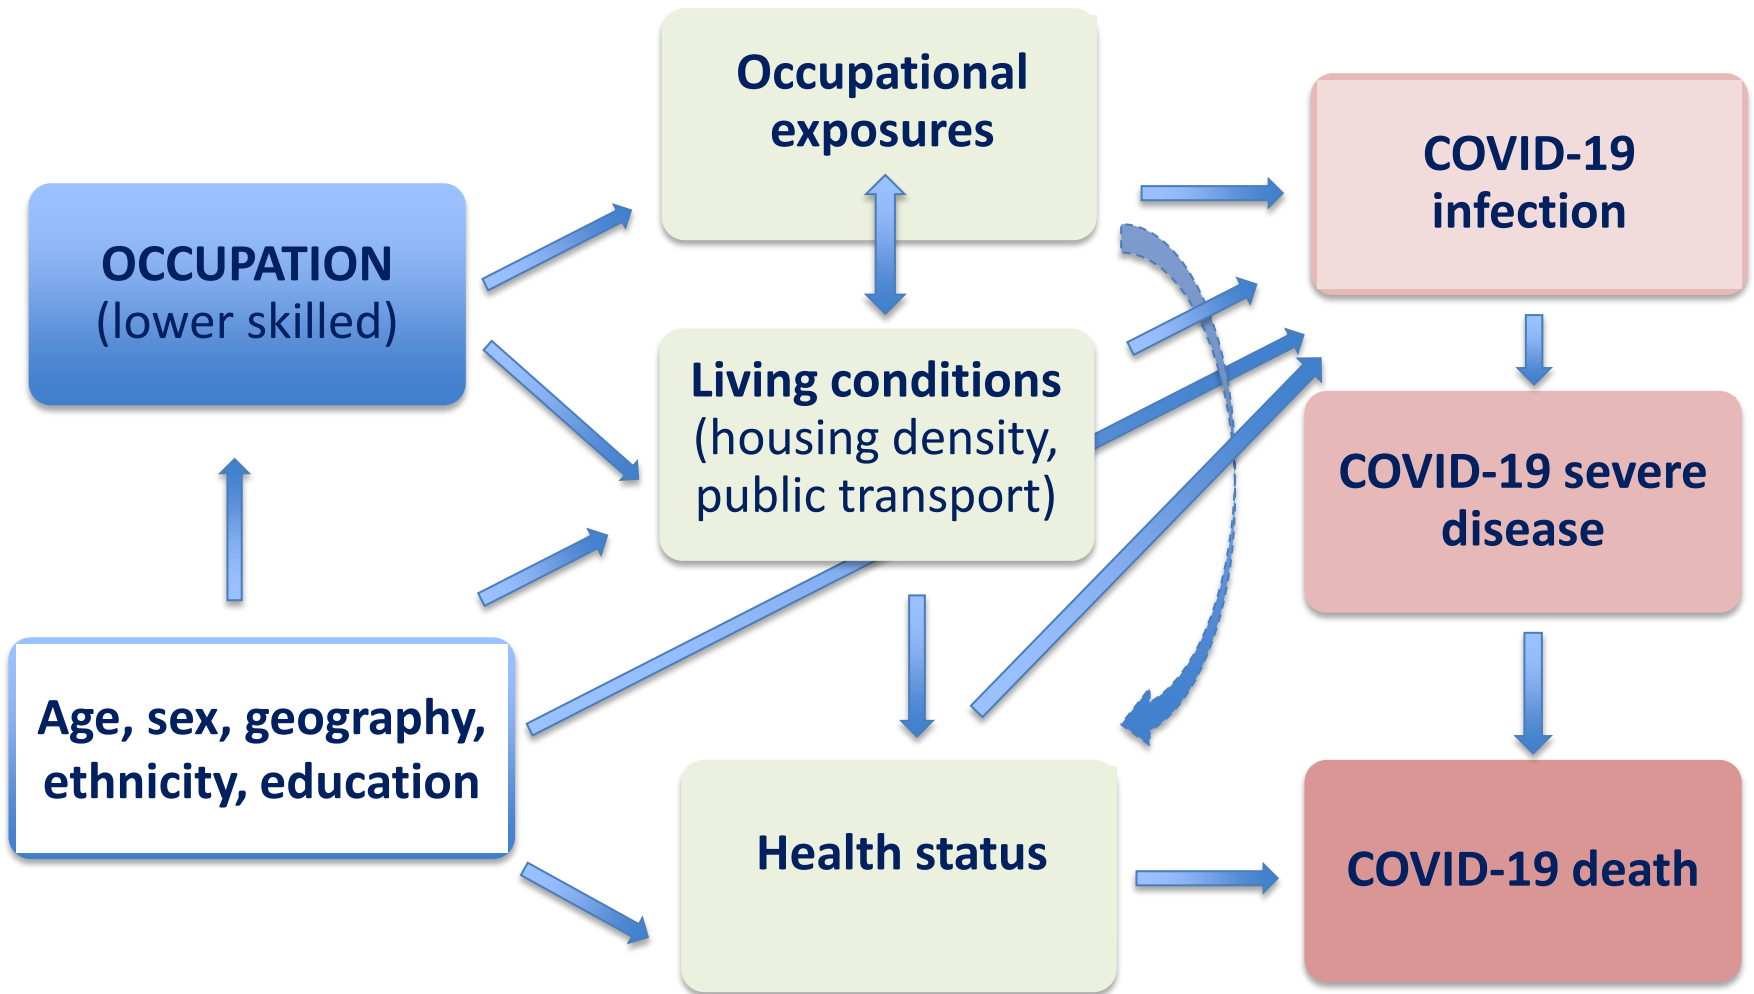 Occupational
exposures
COVID-19
infection
OCCUPATION
(lower skilled)
Living conditions
(housing density,
public transport)
COVID-19 severe
disease
Age, sex, geography,
ethnicity, education
Health status
COVID-19 death